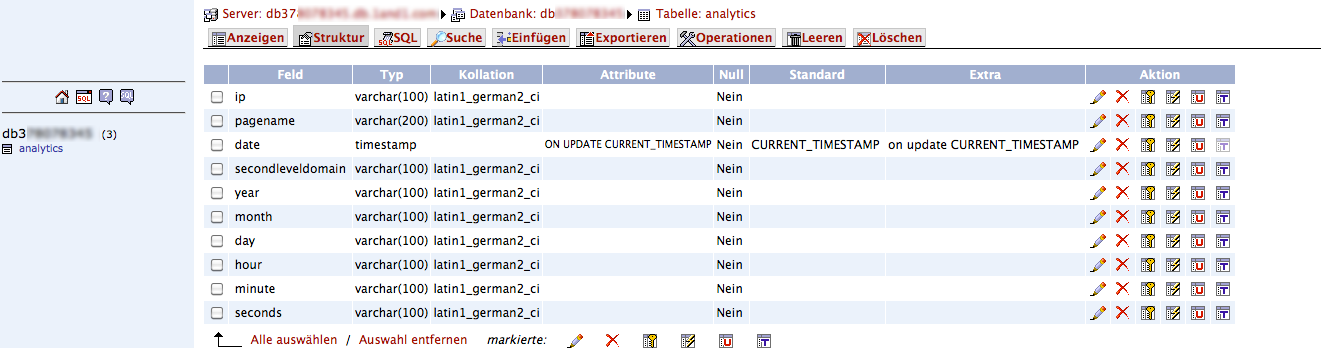 Server: db37 Datenbank: db Tabelle: analytics
Anzeigen Struktur SQL Suche Einfügen Exportieren Operationen Leeren Löschen
SQL SQL
db3 (3)
analytics
Feld Typ Kollation Attribute Null Standard Extra Aktion
ip varchar(100) latin1_german2_ci Nein
pagename varchar(200) latin1_german2_ci Nein
date timestamp ON UPDATE CURRENT_TIMESTAMP Nein CURRENT_TIMESTAMP on update CURRENT_TIMESTAMP
secondleveldomain varchar(100) latin1_german2_ci Nein
year varchar(100) latin1_german2_ci Nein
month varchar(100) latin1_german2_ci Nein
day varchar(100) latin1_german2_ci Nein
hour varchar(100) latin1_german2_ci Nein
minute varchar(100) latin1_german2_ci Nein
seconds varchar(100) latin1_german2_ci Nein
Alle auswählen / Auswahl entfernen markierte: